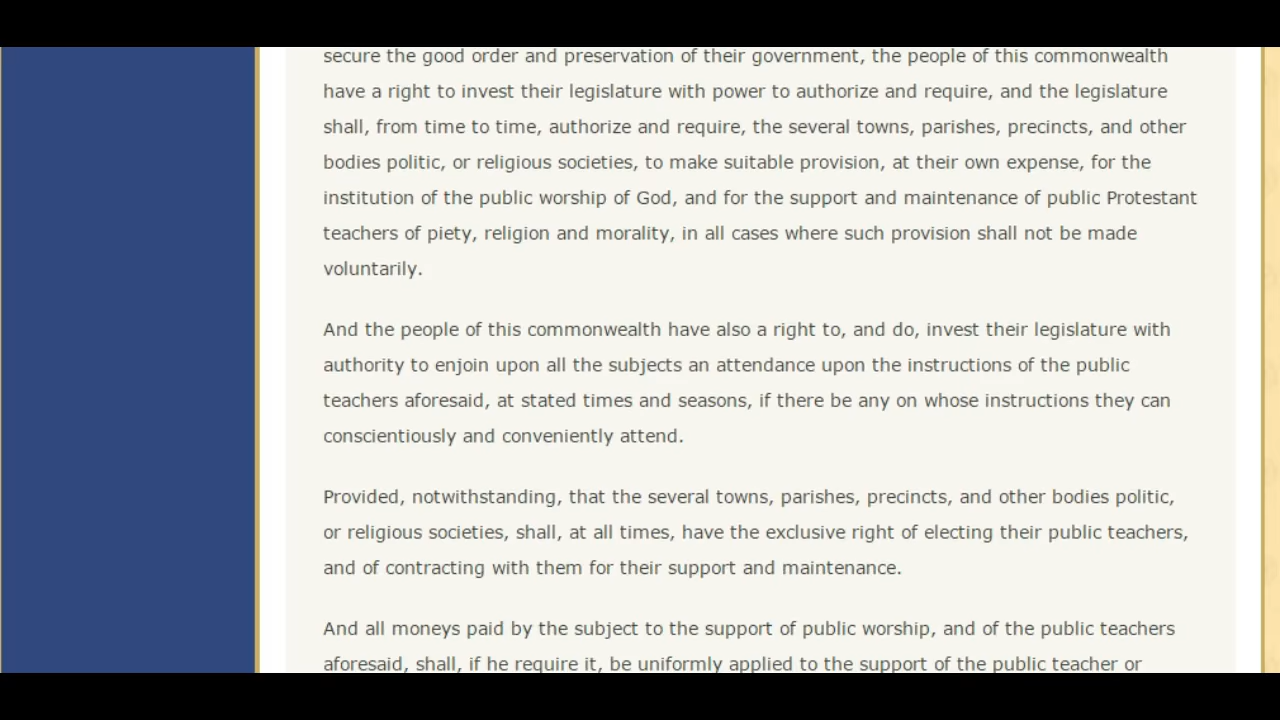 secure the good order and preservation of their government, the people of this commonwealth
have a right to invest their legislature with power to authorize and require, and the legislature
shall, from time to time, authorize and require, the several towns, parishes, precincts, and other
bodies politic, or religious societies, to make suitable provision, at their own expense, for the
institution of the public worship of God, and for the support and maintenance of public Protestant
teachers of piety, religion and morality, in all cases where such provision shall not be made
voluntarily.
And the people of this commonwealth have also a right to, and do, invest their legislature with
authority to enjoin upon all the subjects an attendance upon the instructions of the public
teachers aforesaid, at stated times and seasons, if there be any on whose instructions they can
conscientiously and conveniently attend.
Provided, notwithstanding, that the several towns, parishes, precincts, and other bodies politic,
or religious societies, shall, at all times, have the exclusive right of electing their public teachers,
and of contracting with them for their support and maintenance.
And all moneys paid by the subject to the support of public worship, and of the public teachers
aforesaid, shall, if he require it, be uniformly applied to the support of the public teacher or